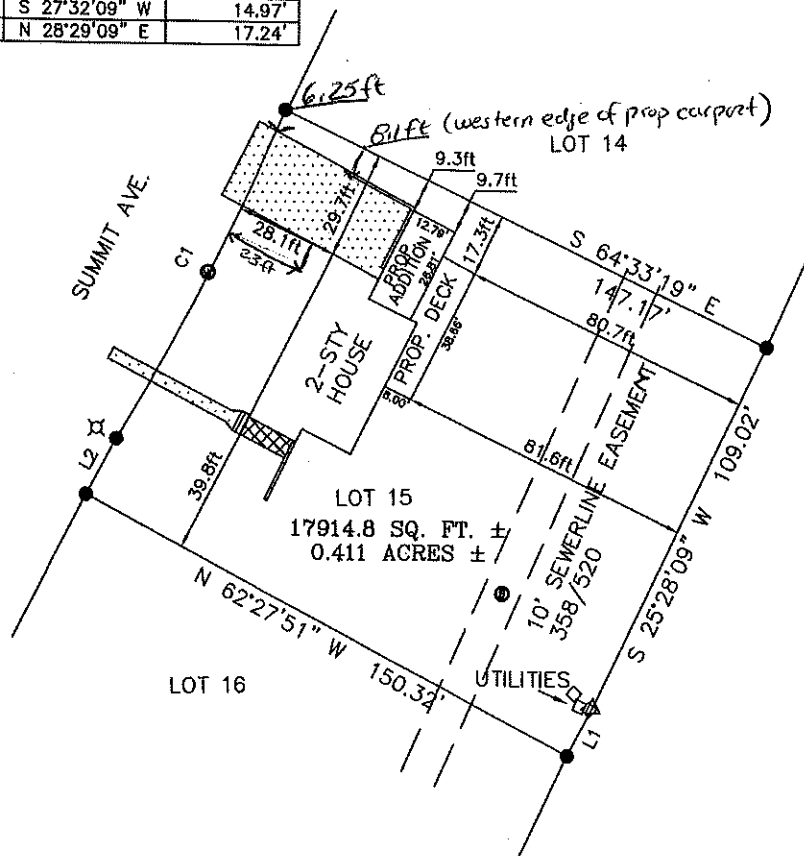 S 27°32'09" W 14.97'
N 28°29'09" E 17.24'
6.25ft
8.1ft (western edge of prop carport)
LOT 14
9.3ft
9.7ft
SUMMIT AVE.
29.7ft
12.79'
17.3ft
S 64°33'19" E
147.17'
28.1ft
23ft
C1
PROP
ADDITION
PROP. DECK
38.66'
80.7ft
2-STY
HOUSE
8.00'
L2
39.8ft
81.6ft
109.02'
S 25°28'09" W
LOT 15
17914.8 SQ. FT. ±
0.411 ACRES ±
10' SEWERLINE EASEMENT
358/520
N 62°27'51" W
150.32'
LOT 16
UTILITIES
L1